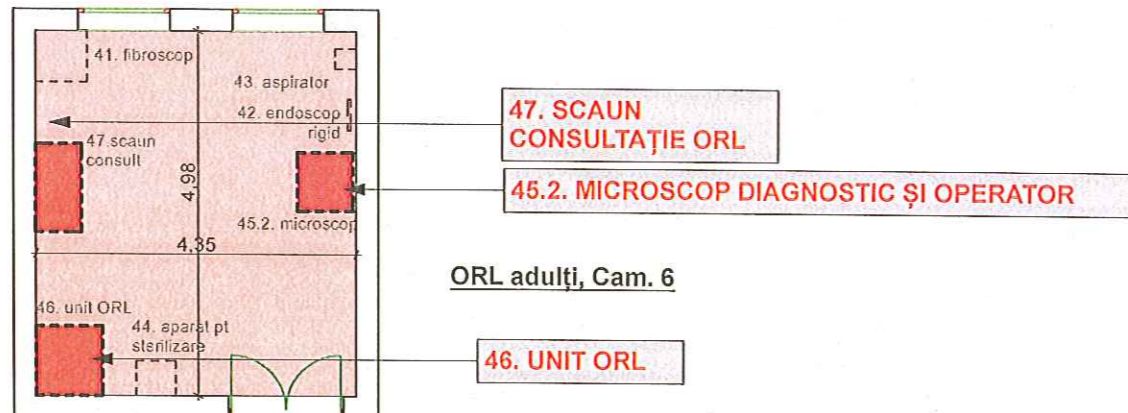 41. fibroscop
43. aspirator
42. endoscop
rigid
47.scaun
consult
4,98
45.2. microscop
4,35
46. unit ORL
44. aparat pt
sterilizare
47. SCAUN
CONSULTAȚIE ORL
45.2. MICROSCOP DIAGNOSTIC ȘI OPERATOR
ORL adulți, Cam. 6
46. UNIT ORL